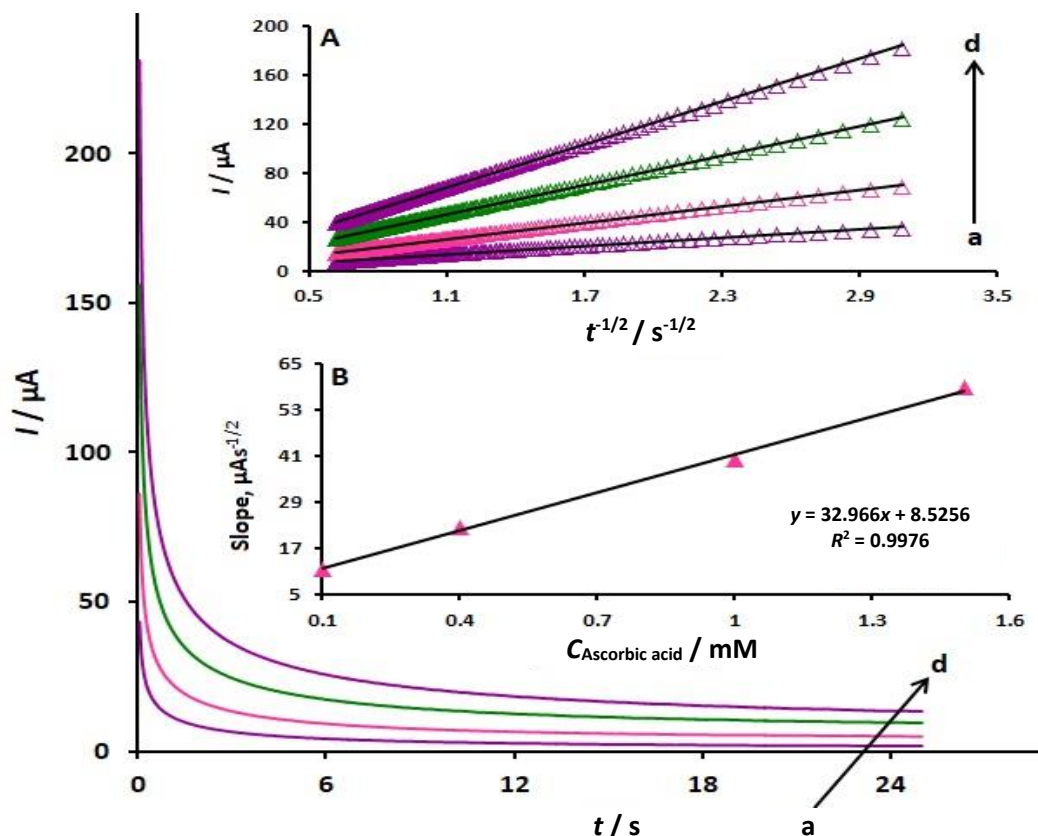 200
A
d
160
120
I / μA
80
40
a
0
0.5 1.1 1.7 2.3 2.9 3.5
t-1/2 / s-1/2
65
B
53
41
Slope, μAs-1/2
29
17
5
y = 32.966x + 8.5256
R2 = 0.9976
0.1 0.4 0.7 1 1.3 1.6
CAscorbic acid / mM
200
150
I / μA
100
50
0
d
0 6 12 18 24
t / s
a